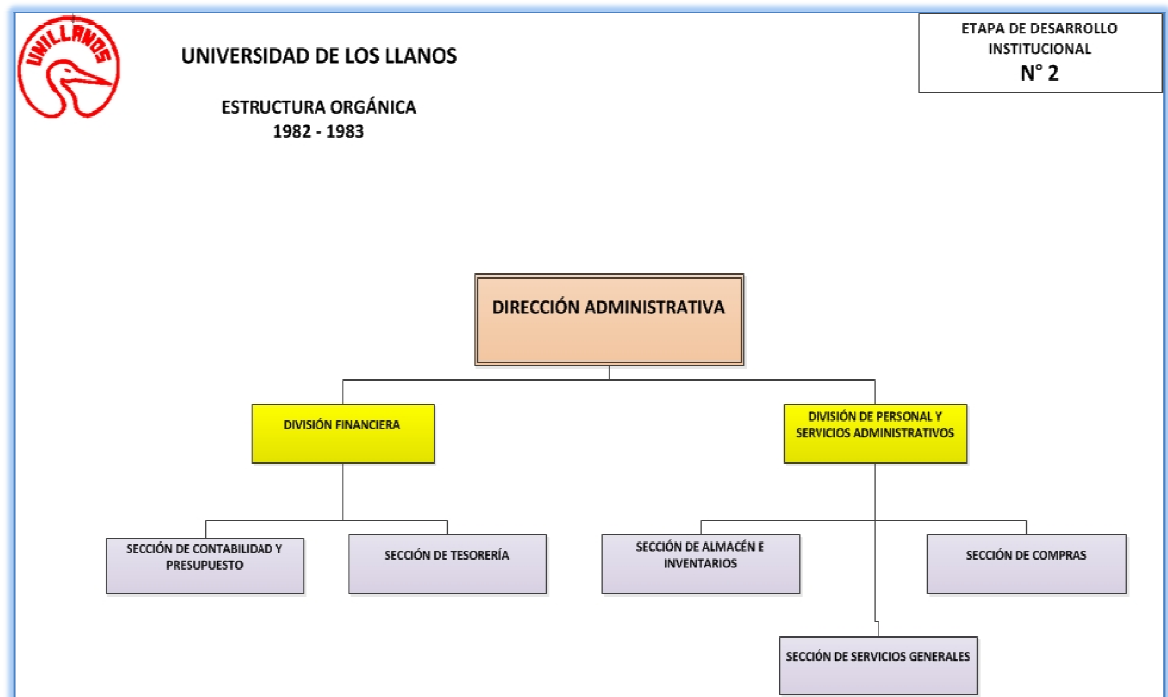 UNILLANOS
UNIVERSIDAD DE LOS LLANOS
ESTRUCTURA ORGÁNICA
1982 - 1983
ETAPA DE DESARROLLO
INSTITUCIONAL
N° 2
DIRECCIÓN ADMINISTRATIVA
DIVISIÓN FINANCIERA
DIVISIÓN DE PERSONAL Y
SERVICIOS ADMINISTRATIVOS
SECCIÓN DE CONTABILIDAD Y
PRESUPUESTO
SECCIÓN DE TESORERÍA
SECCIÓN DE ALMACÉN E
INVENTARIOS
SECCIÓN DE COMPRAS
SECCIÓN DE SERVICIOS GENERALES